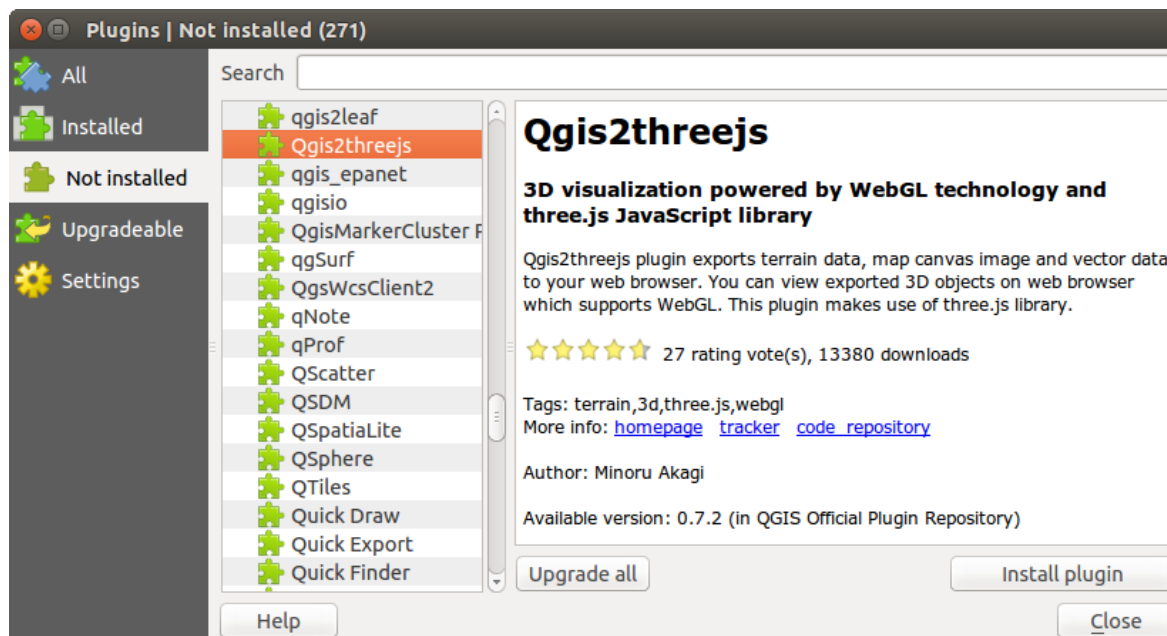 Plugins | Not installed (271)
All
Installed
Not installed
Upgradeable
Settings
Search
qgis2leaf
Qgis2threejs
qgis_epanet
qgisio
QgisMarkerCluster
qgSurf
QgsWcsClient2
qNote
qProf
QScatter
QSDM
QSpatiaLite
QSphere
QTiles
Quick Draw
Quick Export
Quick Finder
Qgis2threejs
3D visualization powered by WebGL technology and
three.js JavaScript library
Qgis2threejs plugin exports terrain data, map canvas image and vector data
to your web browser. You can view exported 3D objects on web browser
which supports WebGL. This plugin makes use of three.js library.
27 rating vote(s), 13380 downloads
Tags: terrain,3d,three.js,webgl
More info: homepage tracker code repository
Author: Minoru Akagi
Available version: 0.7.2 (in QGIS Official Plugin Repository)
Upgrade all
Install plugin
Help
Close